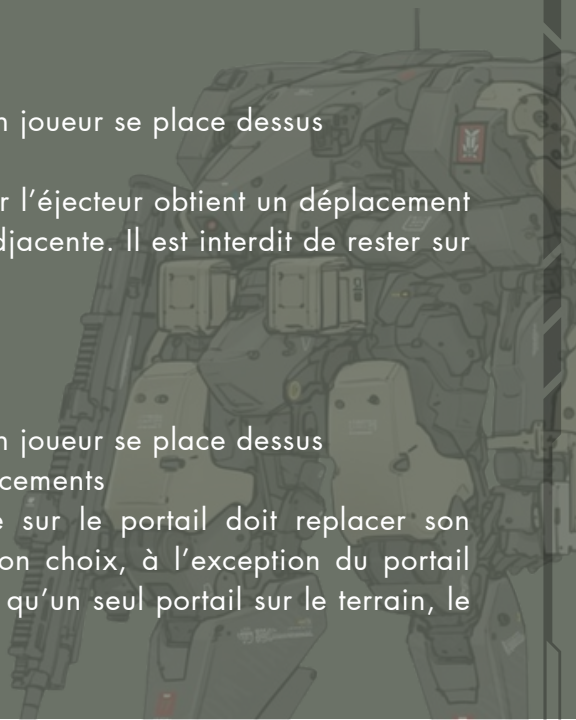 n joueur se place dessus
r l'éjecteur obtient un déplacement
djacente. Il est interdit de rester sur
n joueur se place dessus
cements
e sur le portail doit replacer son
on choix, à l'exception du portail
qu'un seul portail sur le terrain, le